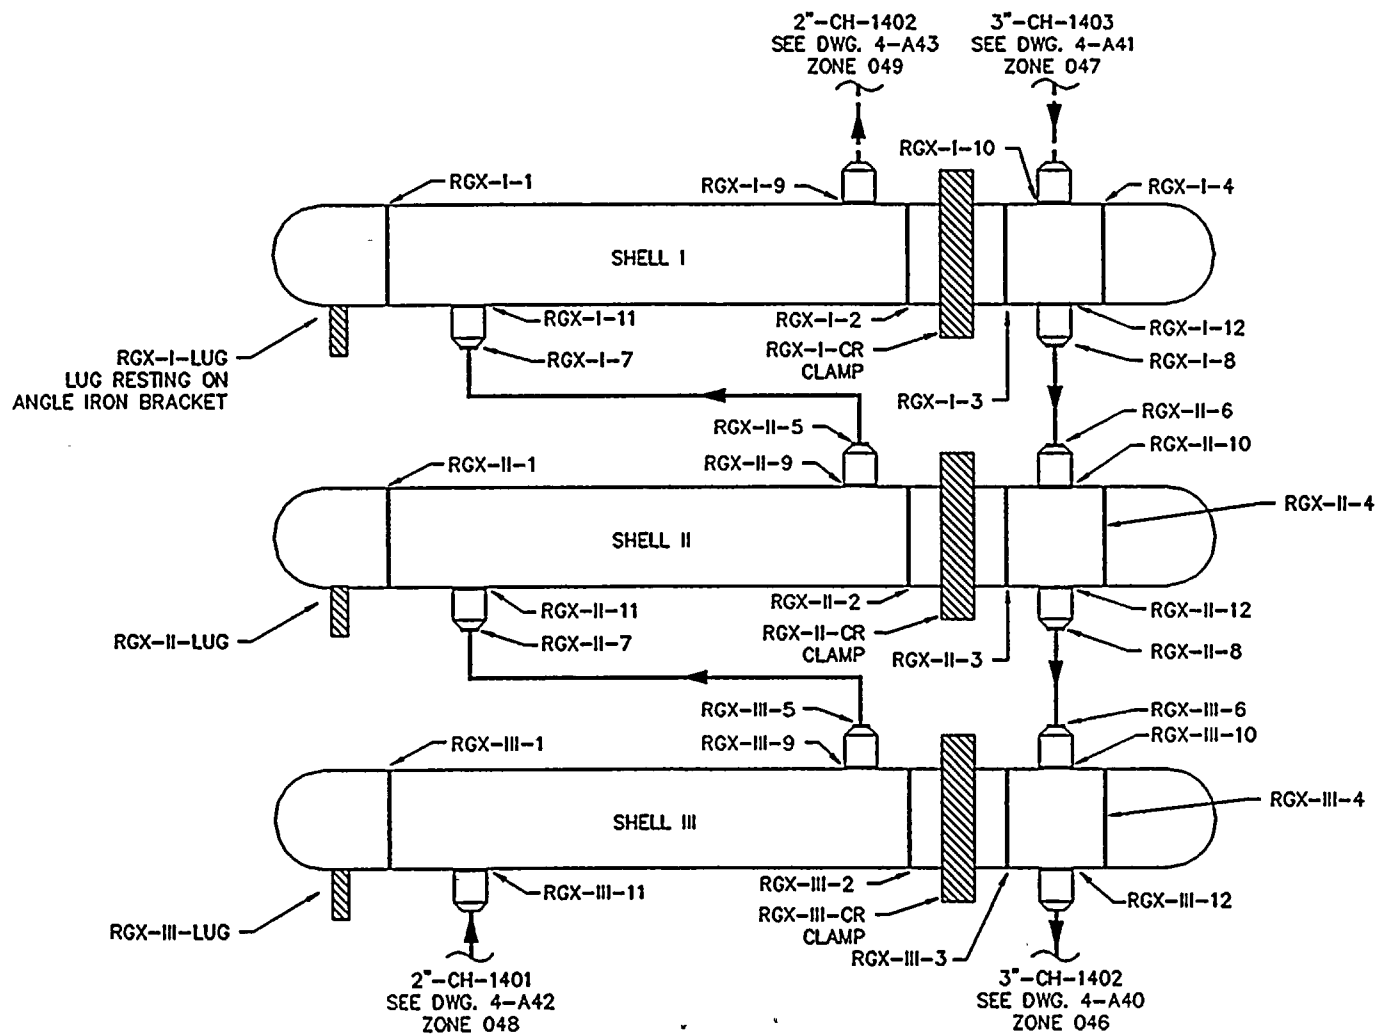 2"-CH-1402
SEE DWG. 4-A43
ZONE 049
3"-CH-1403
SEE DWG. 4-A41
ZONE 047
RGX-I-10
RGX-I-1
RGX-I-9
RGX-I-4
SHELL I
RGX-I-11
RGX-I-2
RGX-I-12
RGX-I-LUG
LUG RESTING ON
ANGLE IRON BRACKET
RGX-I-7
RGX-I-CR
CLAMP
RGX-I-8
RGX-I-3
RGX-II-5
RGX-II-6
RGX-II-1
RGX-II-9
RGX-II-10
RGX-II-4
SHELL II
RGX-II-11
RGX-II-2
RGX-II-12
RGX-II-LUG
RGX-II-7
RGX-II-CR
CLAMP
RGX-II-3
RGX-II-8
RGX-III-5
RGX-III-6
RGX-III-1
RGX-III-9
RGX-III-10
RGX-III-4
SHELL III
RGX-III-11
RGX-III-2
RGX-III-12
RGX-III-LUG
RGX-III-CR
CLAMP
RGX-III-3
2"-CH-1401
SEE DWG. 4-A42
ZONE 048
3"-CH-1402
SEE DWG. 4-A40
ZONE 046